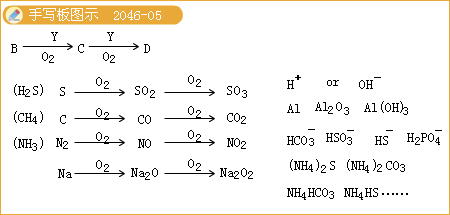 手写板图示 2046-05
B Y→O2 C Y→O2 D
(H2S) S O2→ SO2 O2→ SO3
(CH4) C O2→ CO O2→ CO2
(NH3) N2 O2→ NO O2→ NO2
Na O2→ Na2O O2→ Na2O2
H+ or OH−
Al Al2O3 Al(OH)3
HCO3− HSO3− HS− H2PO4−
(NH4)2S (NH4)2CO3
NH4HCO3 NH4HS……